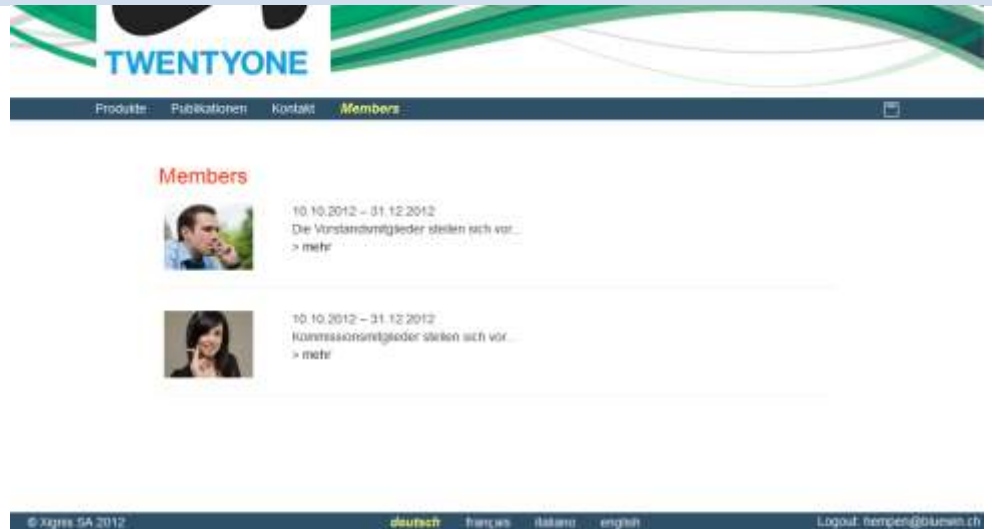 TWENTYONE
Produkte Publikationen Kontakt Members
Members
10.10.2012 – 31.12.2012
Die Vorstandsmitglieder stellen sich vor...
> mehr
10.10.2012 – 31.12.2012
Kommissionsmitglieder stellen sich vor...
> mehr
© Xignis SA 2012 deutsch français italiano english Logout: hempen@bluewin.ch